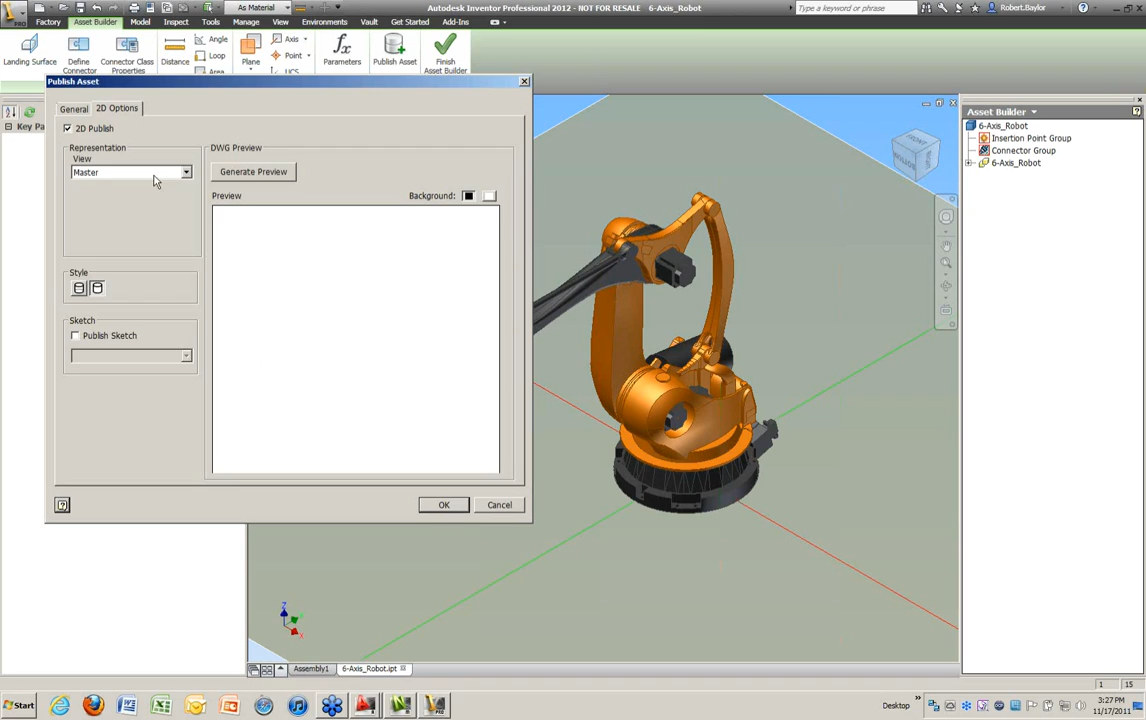 As Material
Autodesk Inventor Professional 2012 - NOT FOR RESALE 6-Axis_Robot
Type a keyword or phrase
Robert.Baylor
PRO
Factory
Asset Builder
Model
Inspect
Tools
Manage
View
Environments
Vault
Get Started
Add-Ins
Angle
Axis
Loop
Point
Landing Surface
Define
Connector
Connector Class
Properties
Distance
Area
Plane
UCS
fx
Parameters
Publish Asset
Finish
Asset Builder
Publish Asset
General
2D Options
2D Publish
Representation
View
Master
DWG Preview
Generate Preview
Preview
Background:
Style
Sketch
Publish Sketch
OK
Cancel
Key Pa
BOTTOM
Asset Builder
6-Axis_Robot
Insertion Point Group
Connector Group
6-Axis_Robot
Z
X
Assembly1
6-Axis_Robot.ipt
1
15
Start
Desktop
3:27 PM
11/17/2011